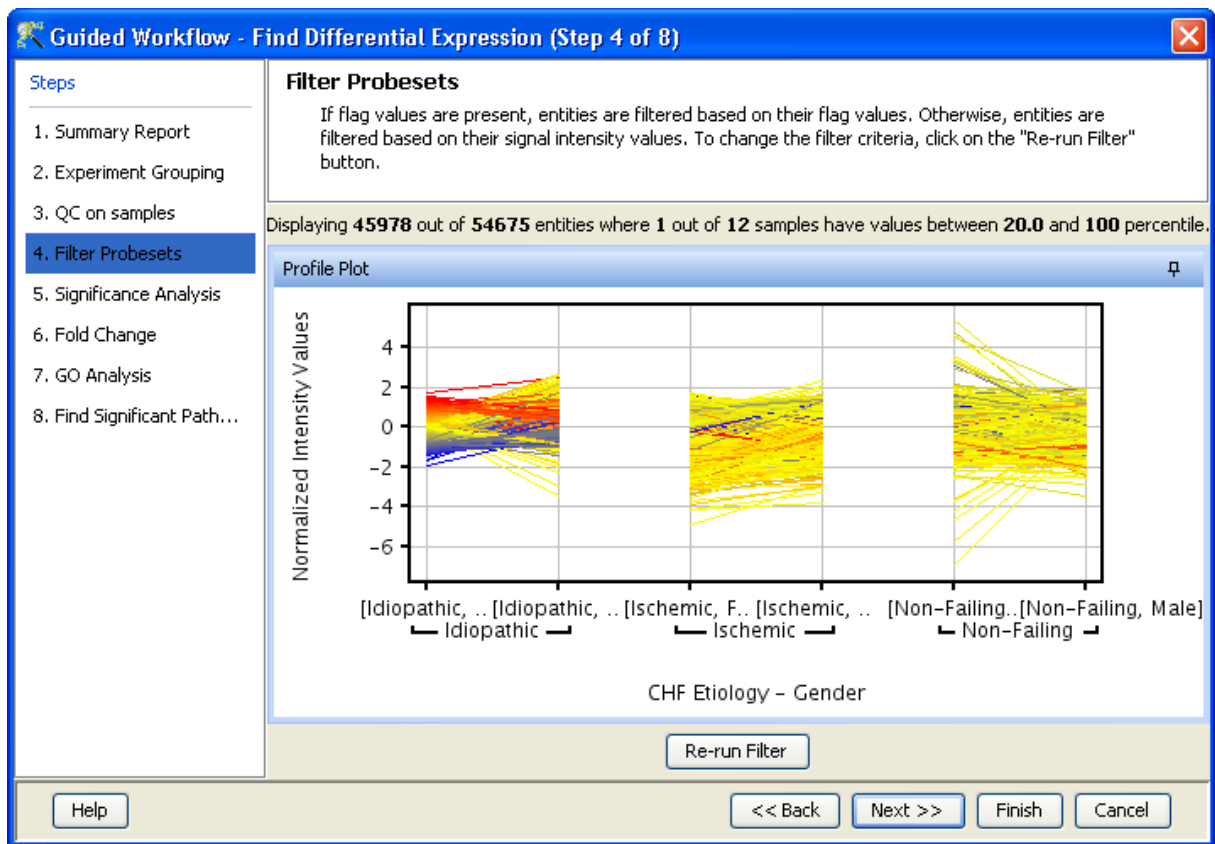 Guided Workflow - Find Differential Expression (Step 4 of 8)
Steps
1. Summary Report
2. Experiment Grouping
3. QC on samples
4. Filter Probesets
5. Significance Analysis
6. Fold Change
7. GO Analysis
8. Find Significant Path...
Filter Probesets
If flag values are present, entities are filtered based on their flag values. Otherwise, entities are
filtered based on their signal intensity values. To change the filter criteria, click on the "Re-run Filter"
button.
Displaying 45978 out of 54675 entities where 1 out of 12 samples have values between 20.0 and 100 percentile.
Profile Plot
Normalized Intensity Values
4
2
0
-2
-4
-6
[Idiopathic, .. [Idiopathic, .. [Ischemic, F.. [Ischemic, .. [Non-Failing..[Non-Failing, Male]
Idiopathic Ischemic Non-Failing
CHF Etiology - Gender
Re-run Filter
Help << Back Next >> Finish Cancel